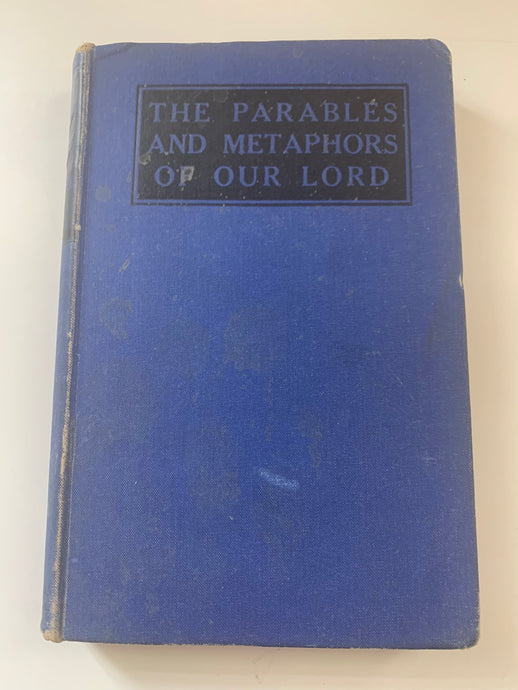 THE PARABLES
AND METAPHORS
OF OUR LORD